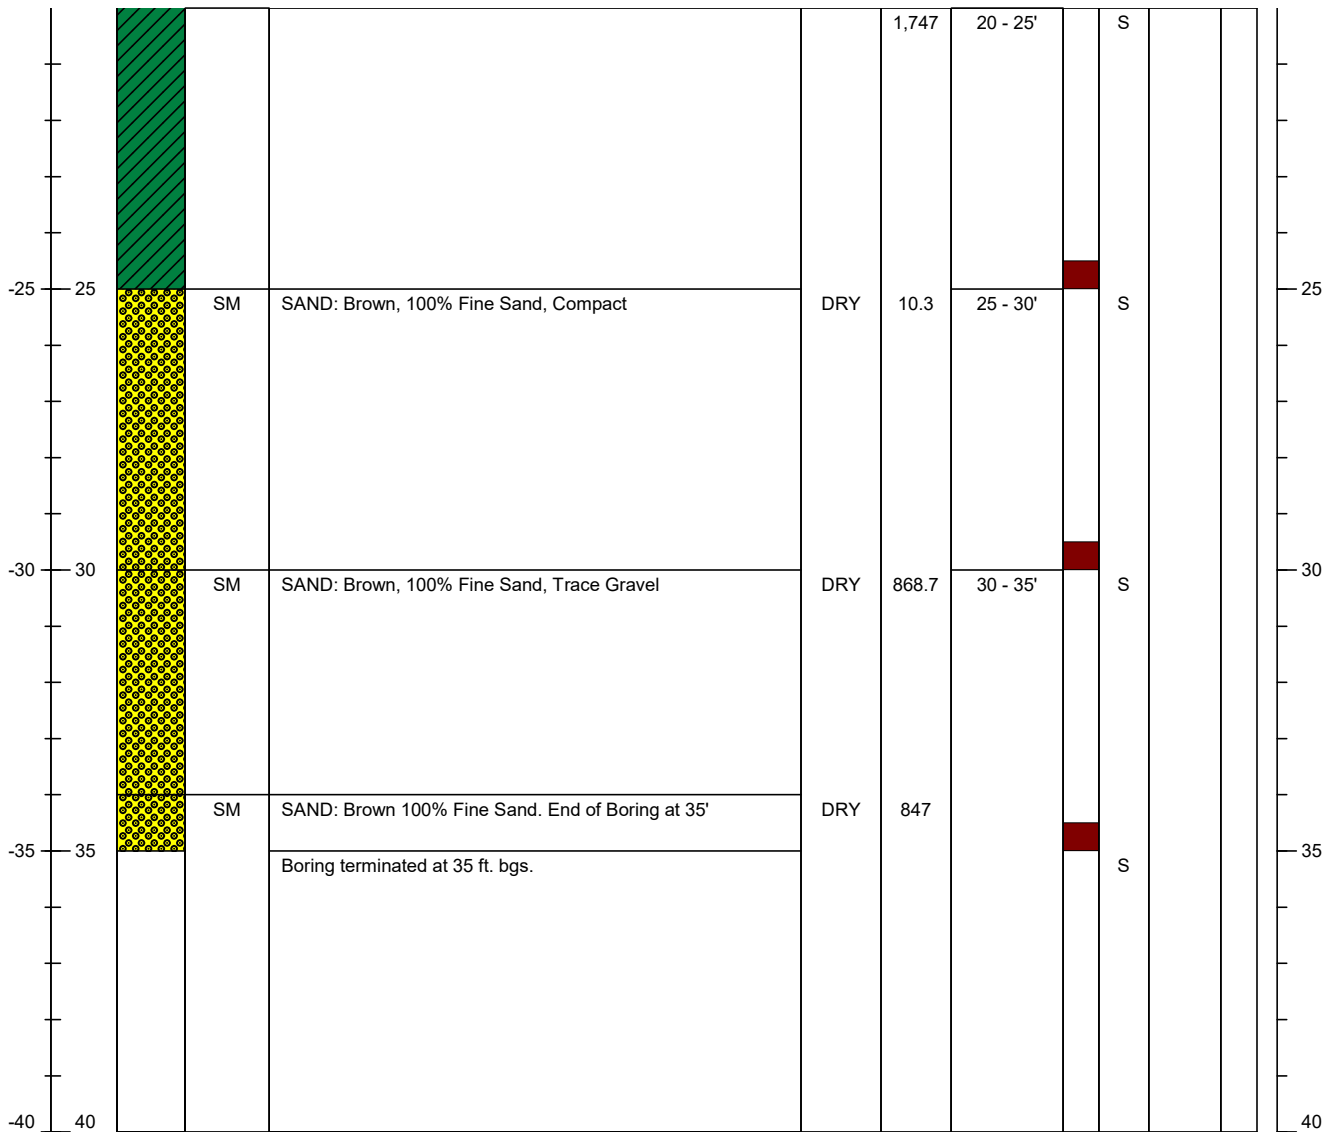 1,747 20 - 25' S
-25 25 25
SM SAND: Brown, 100% Fine Sand, Compact DRY 10.3 25 - 30' S
-30 30 30
SM SAND: Brown, 100% Fine Sand, Trace Gravel DRY 868.7 30 - 35' S
SM SAND: Brown 100% Fine Sand. End of Boring at 35' DRY 847
-35 35 35
Boring terminated at 35 ft. bgs. S
-40 40 40